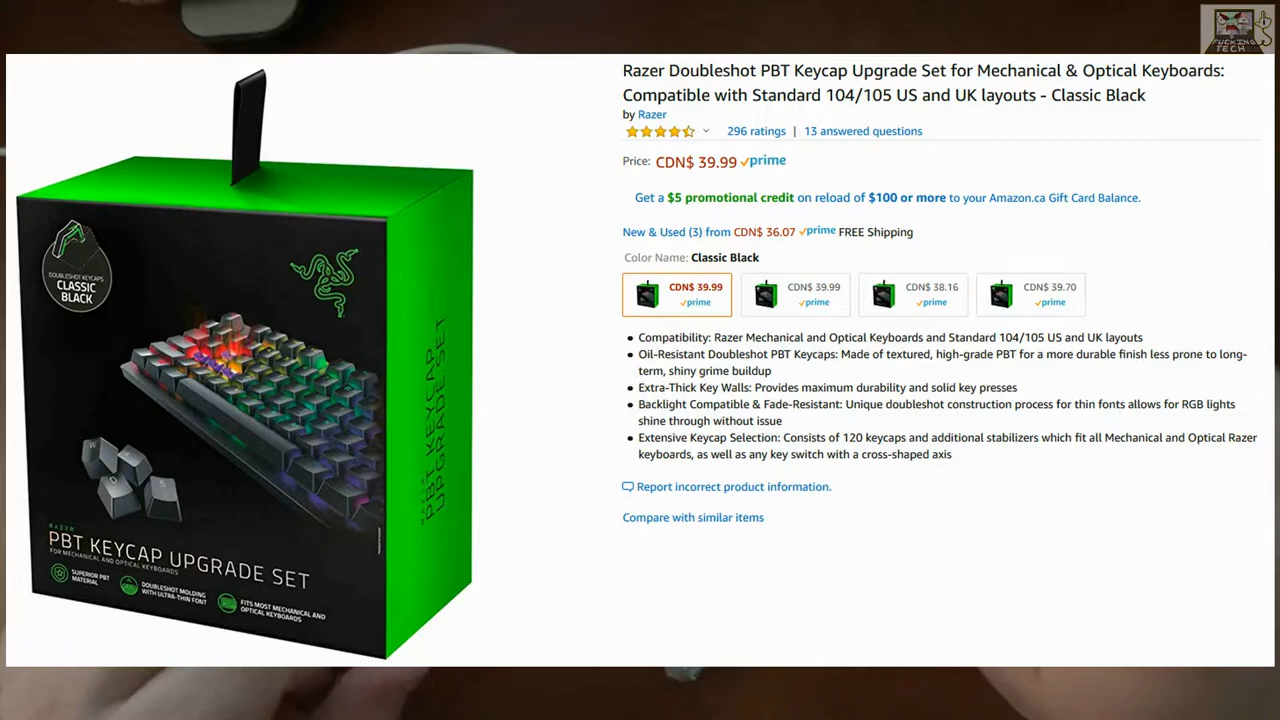 FUCKING
TECH
Razer Doubleshot PBT Keycap Upgrade Set for Mechanical & Optical Keyboards:
Compatible with Standard 104/105 US and UK layouts - Classic Black
by Razer
296 ratings | 13 answered questions
Price: CDN$ 39.99 prime
Get a $5 promotional credit on reload of $100 or more to your Amazon.ca Gift Card Balance.
New & Used (3) from CDN$ 36.07 prime FREE Shipping
Color Name: Classic Black
CDN$ 39.99 CDN$ 39.99 CDN$ 38.16 CDN$ 39.70
prime prime prime prime
• Compatibility: Razer Mechanical and Optical Keyboards and Standard 104/105 US and UK layouts
• Oil-Resistant Doubleshot PBT Keycaps: Made of textured, high-grade PBT for a more durable finish less prone to long-
term, shiny grime buildup
• Extra-Thick Key Walls: Provides maximum durability and solid key presses
• Backlight Compatible & Fade-Resistant: Unique doubleshot construction process for thin fonts allows for RGB lights
shine through without issue
• Extensive Keycap Selection: Consists of 120 keycaps and additional stabilizers which fit all Mechanical and Optical Razer
keyboards, as well as any key switch with a cross-shaped axis
Report incorrect product information.
Compare with similar items
DOUBLESHOT KEYCAPS
CLASSIC
BLACK
W
D
S
RAZER
PBT KEYCAP UPGRADE SET
FOR MECHANICAL AND OPTICAL KEYBOARDS
SUPERIOR PBT
MATERIAL
DOUBLESHOT MOLDING
WITH ULTRA-THIN FONT
FITS MOST MECHANICAL AND
OPTICAL KEYBOARDS
PBT KEYCAP
UPGRADE SET